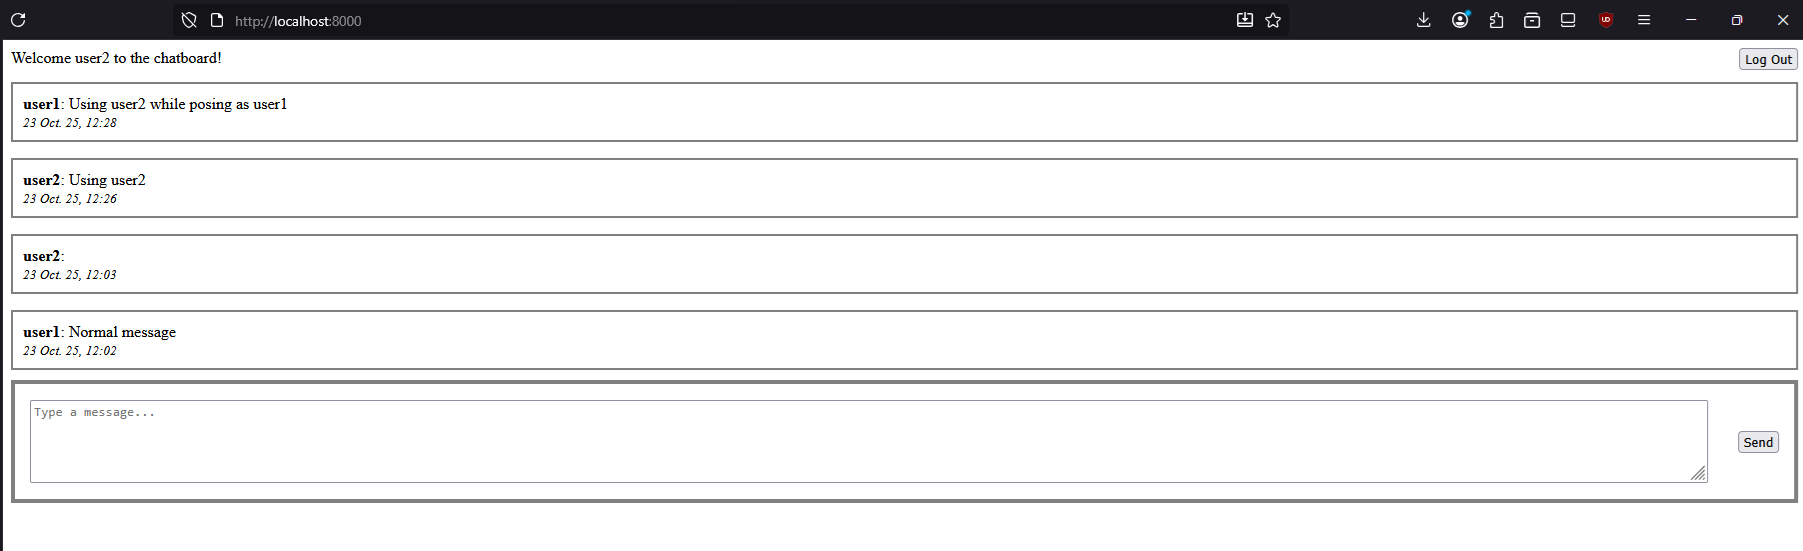 http://localhost:8000
Welcome user2 to the chatboard!
Log Out
user1: Using user2 while posing as user1
23 Oct. 25, 12:28
user2: Using user2
23 Oct. 25, 12:26
user2:
23 Oct. 25, 12:03
user1: Normal message
23 Oct. 25, 12:02
Type a message...
Send